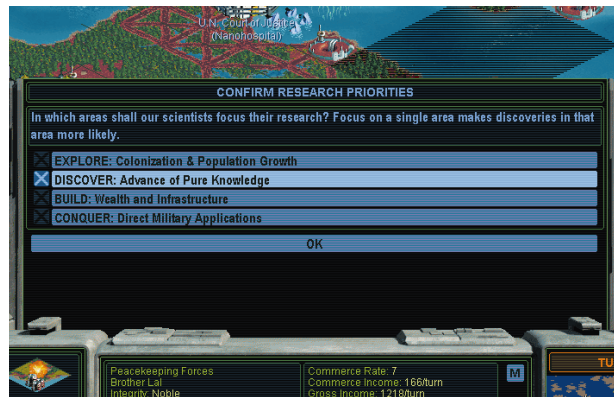 U.N. Court of Justice
(Nanohospital)
CONFIRM RESEARCH PRIORITIES
In which areas shall our scientists focus their research? Focus on a single area makes discoveries in that
area more likely.
EXPLORE: Colonization & Population Growth
DISCOVER: Advance of Pure Knowledge
BUILD: Wealth and Infrastructure
CONQUER: Direct Military Applications
OK
Peacekeeping Forces
Brother Lal
Integrity: Noble
Commerce Rate: 7
Commerce Income: 166/turn
Gross Income: 1218/turn
M
TU